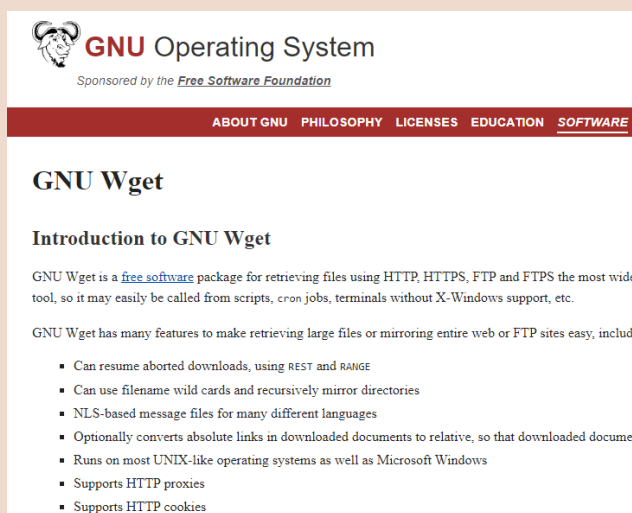 GNU Operating System
Sponsored by the Free Software Foundation
ABOUT GNU PHILOSOPHY LICENSES EDUCATION SOFTWARE
GNU Wget
Introduction to GNU Wget
GNU Wget is a free software package for retrieving files using HTTP, HTTPS, FTP and FTPS the most
tool, so it may easily be called from scripts, cron jobs, terminals without X-Windows support, etc.
GNU Wget has many features to make retrieving large files or mirroring entire web or FTP sites easy,
Can resume aborted downloads, using REST and RANGE
Can use filename wild cards and recursively mirror directories
NLS-based message files for many different languages
Optionally converts absolute links in downloaded documents to relative, so that downloaded
Runs on most UNIX-like operating systems as well as Microsoft Windows
Supports HTTP proxies
Supports HTTP cookies